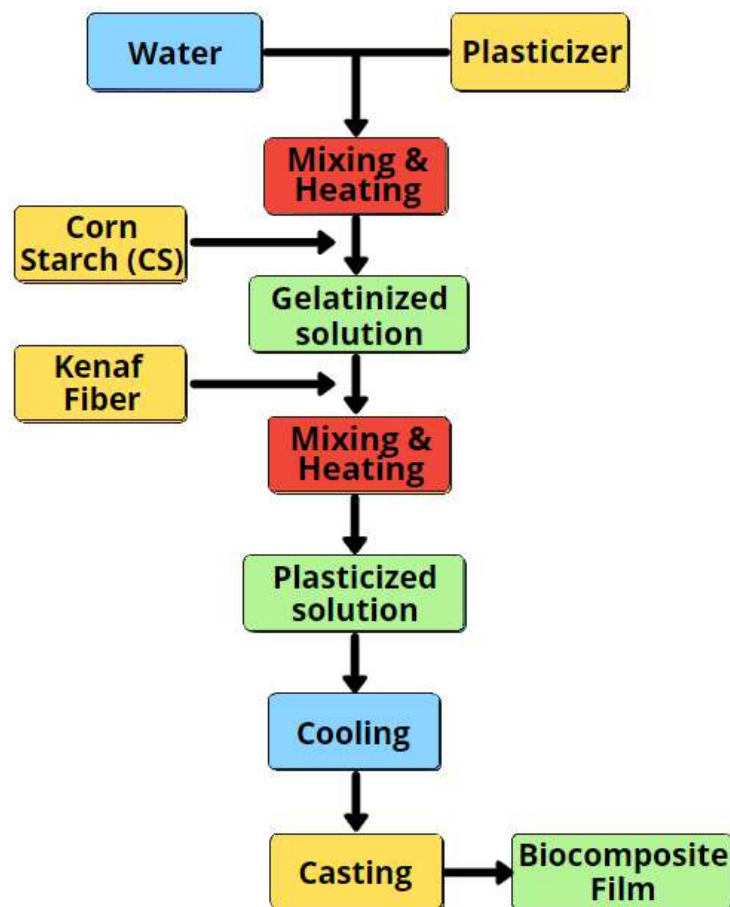 Water
Plasticizer
Mixing &
Heating
Corn
Starch (CS)
Gelatinized
solution
Kenaf
Fiber
Mixing &
Heating
Plasticized
solution
Cooling
Casting
Biocomposite
Film